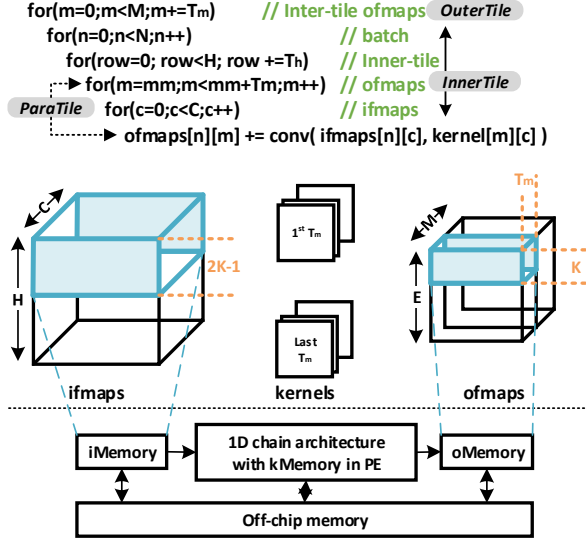 for(m=0;m<M;m+=Tm) // Inter-tile ofmaps OuterTile
for(n=0;n<N;n++) // batch
for(row=0; row<H; row +=Th) // Inner-tile
for(m=mm;m<mm+Tm;m++) // ofmaps InnerTile
ParaTile for(c=0;c<C;c++) // ifmaps
ofmaps[n][m] += conv( ifmaps[n][c], kernel[m][c] )
C
H
2K-1
ifmaps
1st Tm
Last
Tm
kernels
Tm
M
E
K
ofmaps
iMemory
1D chain architecture
with kMemory in PE
oMemory
Off-chip memory